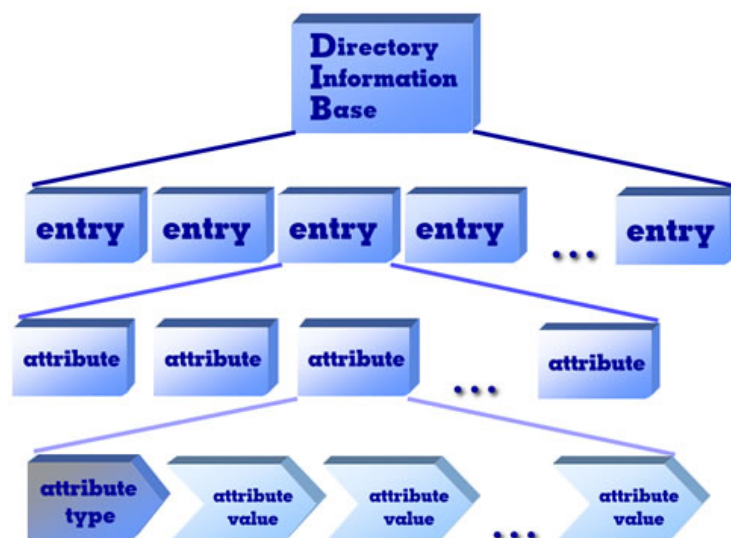 Directory
Information
Base
entry entry entry entry ... entry
attribute attribute attribute ... attribute
attribute type attribute value attribute value ... attribute value